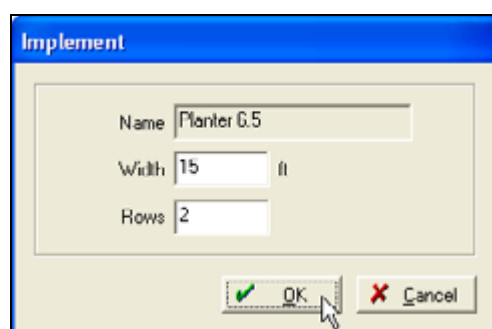 Implement
Name Planter 6.5
Width 15 ft
Rows 2
OK Cancel